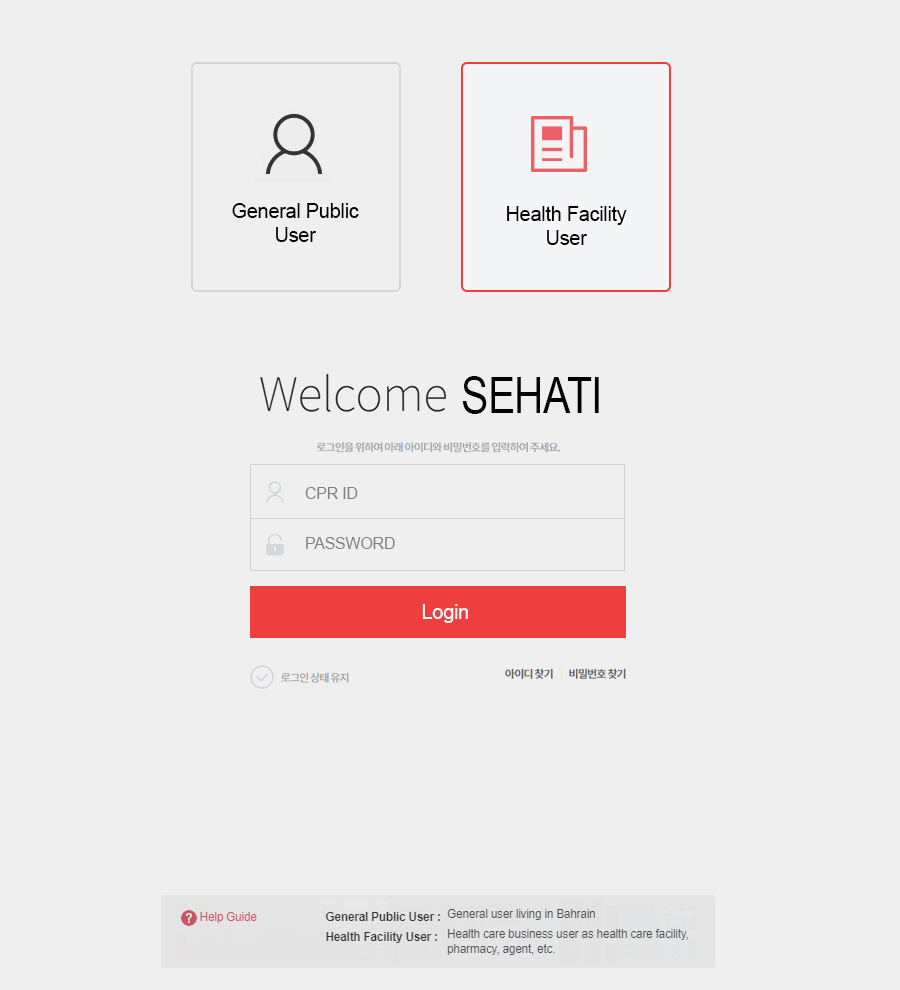 General Public
User
Health Facility
User
Welcome SEHATI
로그인을 위하여 아래 아이디와 비밀번호를 입력하여 주세요.
CPR ID
PASSWORD
Login
로그인 상태 유지
아이디 찾기 | 비밀번호 찾기
? Help Guide
General Public User : General user living in Bahrain
Health Facility User : Health care business user as health care facility,
pharmacy, agent, etc.